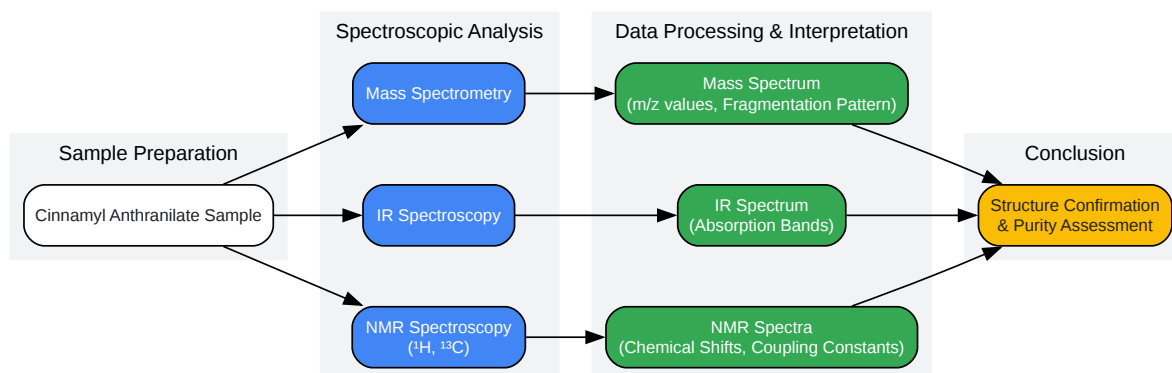 Sample Preparation
Cinnamyl Anthranilate Sample
Spectroscopic Analysis
Mass Spectrometry
IR Spectroscopy
NMR Spectroscopy
(¹H, ¹³C)
Data Processing & Interpretation
Mass Spectrum
(m/z values, Fragmentation Pattern)
IR Spectrum
(Absorption Bands)
NMR Spectra
(Chemical Shifts, Coupling Constants)
Conclusion
Structure Confirmation
& Purity Assessment